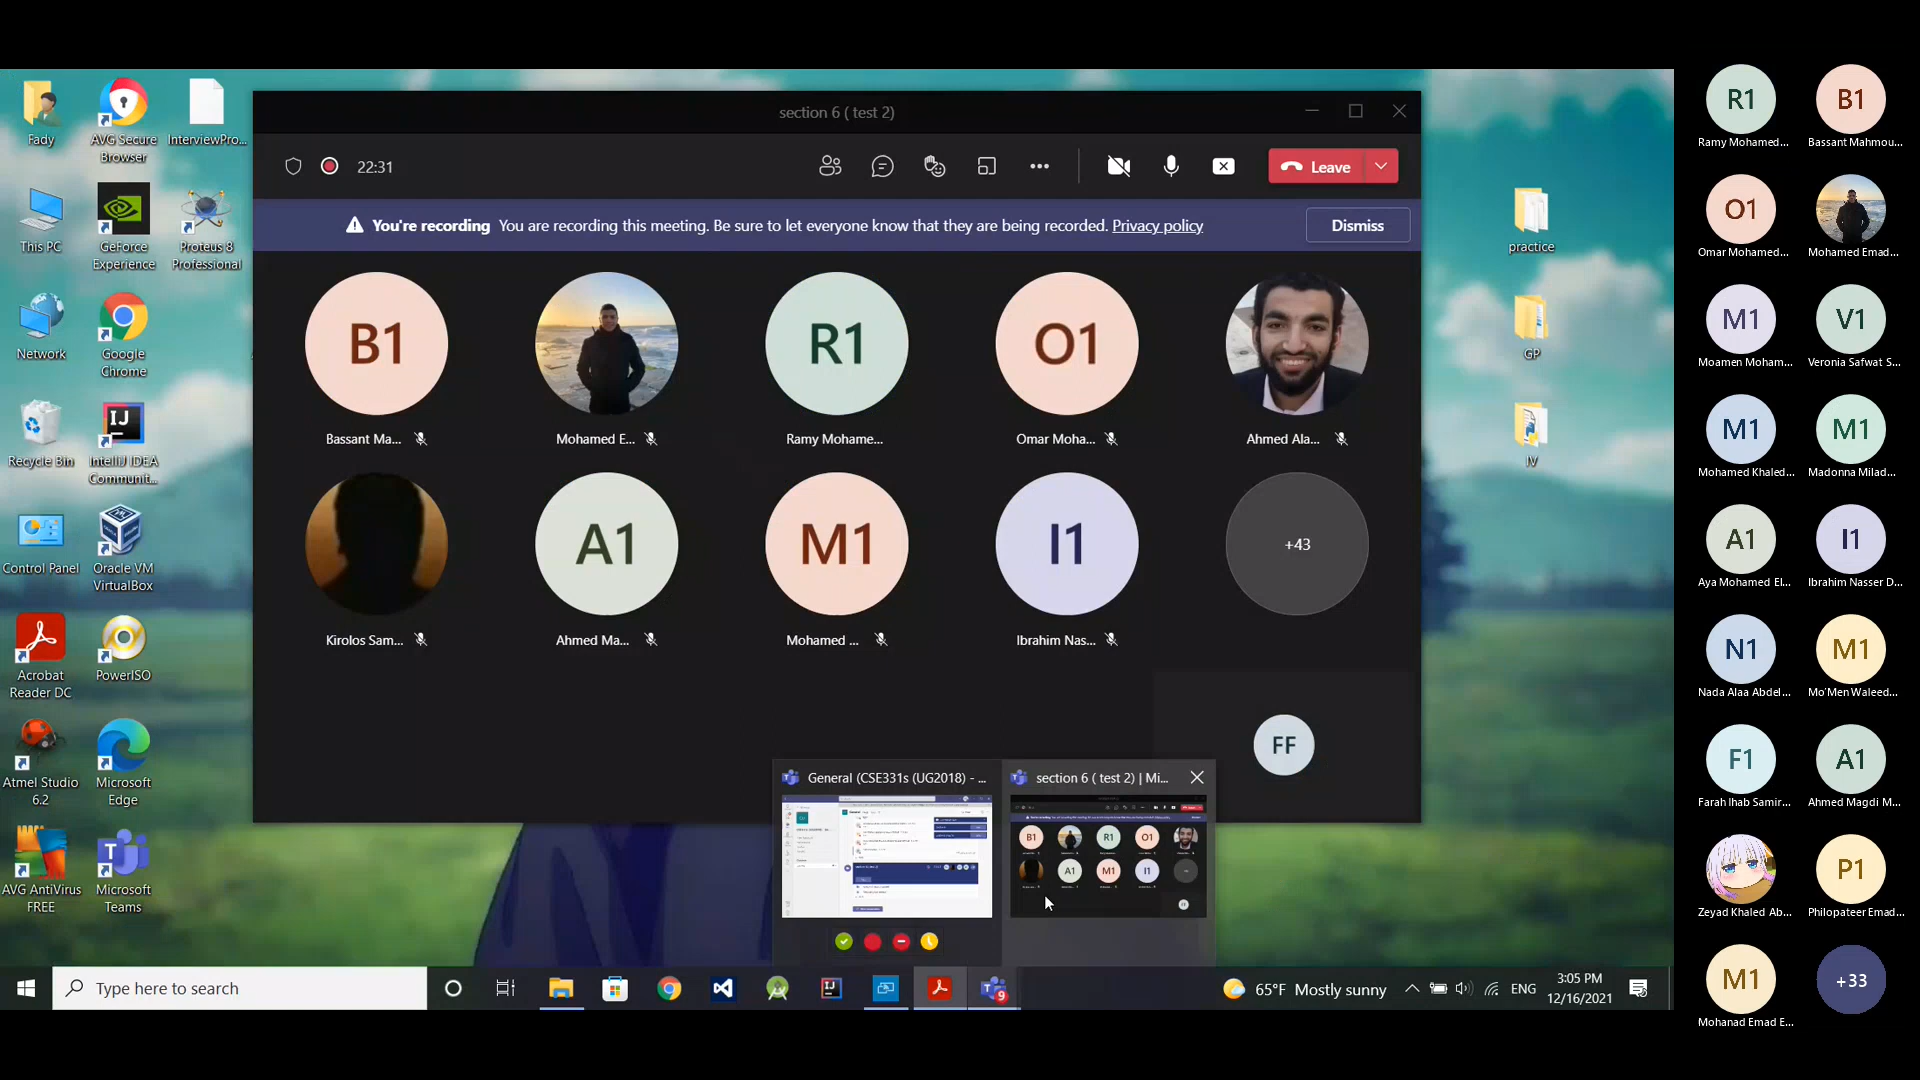 section 6 ( test 2)
22:31
Leave
You're recording You are recording this meeting. Be sure to let everyone know that they are being recorded. Privacy policy
Dismiss
B1
R1
O1
Bassant Ma...
Mohamed E...
Ramy Mohame...
Omar Moha...
Ahmed Ala...
A1
M1
I1
+43
Kirolos Sam...
Ahmed Ma...
Mohamed ...
Ibrahim Nas...
FF
General (CSE331s (UG2018) - ...
section 6 ( test 2) | Mi...
B1
R1
O1
A1
M1
I1
Fady
AVG Secure
Browser
InterviewPro...
This PC
GeForce
Experience
Proteus 8
Professional
Network
Google
Chrome
Recycle Bin
IntelliJ IDEA
Communit...
Control Panel
Oracle VM
VirtualBox
Acrobat
Reader DC
PowerISO
Atmel Studio
6.2
Microsoft
Edge
AVG AntiVirus
FREE
Microsoft
Teams
practice
GP
IV
Type here to search
9
65°F Mostly sunny
ENG
3:05 PM
12/16/2021
R1
B1
Ramy Mohamed...
Bassant Mahmou...
O1
Omar Mohamed...
Mohamed Emad...
M1
V1
Moamen Moham...
Veronia Safwat S...
M1
M1
Mohamed Khaled...
Madonna Milad...
A1
I1
Aya Mohamed El...
Ibrahim Nasser D...
N1
M1
Nada Alaa Abdel...
Mo'Men Waleed...
F1
A1
Farah Ihab Samir...
Ahmed Magdi M...
P1
Zeyad Khaled Ab...
Philopateer Emad...
M1
+33
Mohanad Emad E...